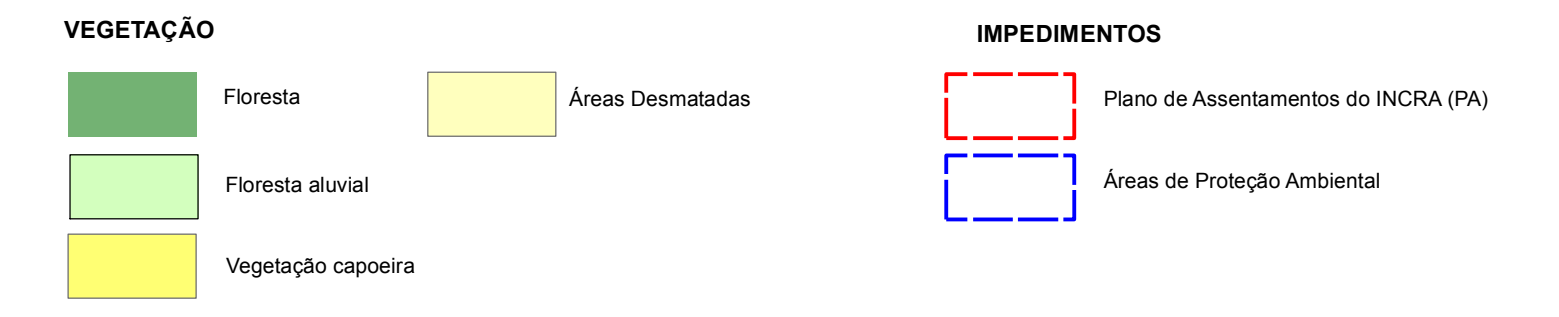 VEGETAÇÃO
Floresta
Áreas Desmatadas
Floresta aluvial
Vegetação capoeira
IMPEDIMENTOS
Plano de Assentamentos do INCRA (PA)
Áreas de Proteção Ambiental